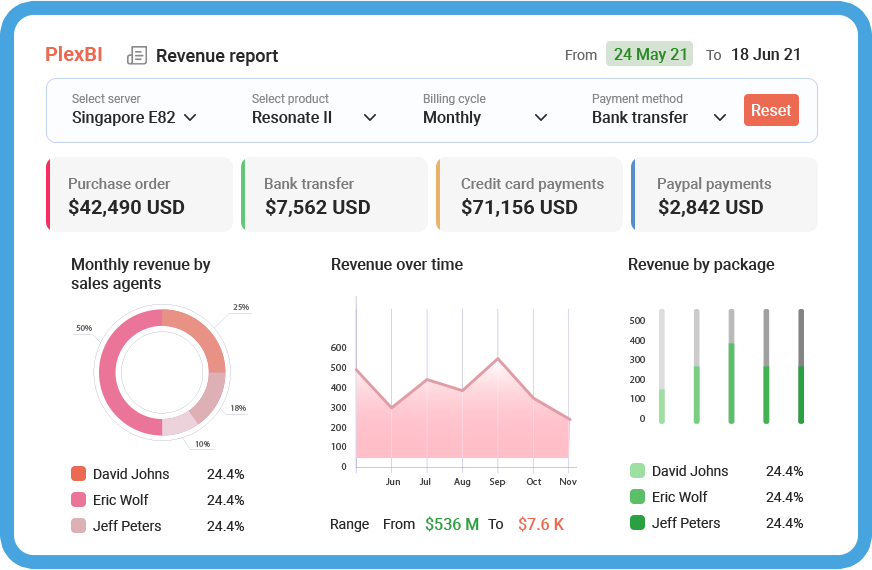 PlexBI Revenue report From 24 May 21 To 18 Jun 21
Select server Select product Billing cycle Payment method
Singapore E82 Resonate II Monthly Bank transfer Reset
Purchase order Bank transfer Credit card payments Paypal payments
$42,490 USD $7,562 USD $71,156 USD $2,842 USD
Monthly revenue by
sales agents
25%
50%
18%
10%
David Johns 24.4%
Eric Wolf 24.4%
Jeff Peters 24.4%
Revenue over time
600
500
400
300
200
100
0
Jun Jul Aug Sep Oct Nov
Range From $536 M To $7.6 K
Revenue by package
500
400
300
200
100
0
David Johns 24.4%
Eric Wolf 24.4%
Jeff Peters 24.4%